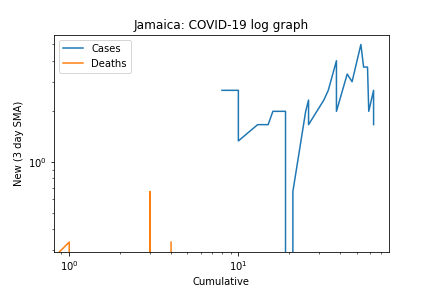 Jamaica: COVID-19 log graph
Cases
Deaths
New (3 day SMA)
10⁰
10⁰
10¹
Cumulative